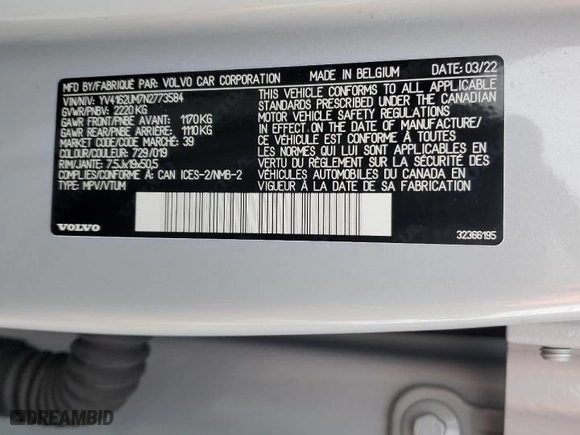 MFD BY/FABRIQUÉ PAR: VOLVO CAR CORPORATION MADE IN BELGIUM DATE: 03/22
VIN/NIV: YV4162UM7N2773584
GVWR/PNBV: 2220 KG
GAWR FRONT/PNBE AVANT: 1170 KG
GAWR REAR/PNBE ARRIÈRE: 1110 KG
MARKET CODE/CODE MARCHÉ: 39
COLOUR/COULEUR: 729/019
RIM/JANTE: 7.5Jx19x50.5
COMPLIES/CONFORME À: CAN ICES-2/NMB-2
TYPE: MPV/VTUM
THIS VEHICLE CONFORMS TO ALL APPLICABLE
STANDARDS PRESCRIBED UNDER THE CANADIAN
MOTOR VEHICLE SAFETY REGULATIONS
IN EFFECT ON THE DATE OF MANUFACTURE/
CE VÉHICULE EST CONFORME À TOUTES
LES NORMES QUI LUI SONT APPLICABLES EN
VERTU DU RÈGLEMENT SUR LA SÉCURITÉ DES
VÉHICULES AUTOMOBILES DU CANADA EN
VIGUEUR À LA DATE DE SA FABRICATION
VOLVO
32366195
DREAMBID